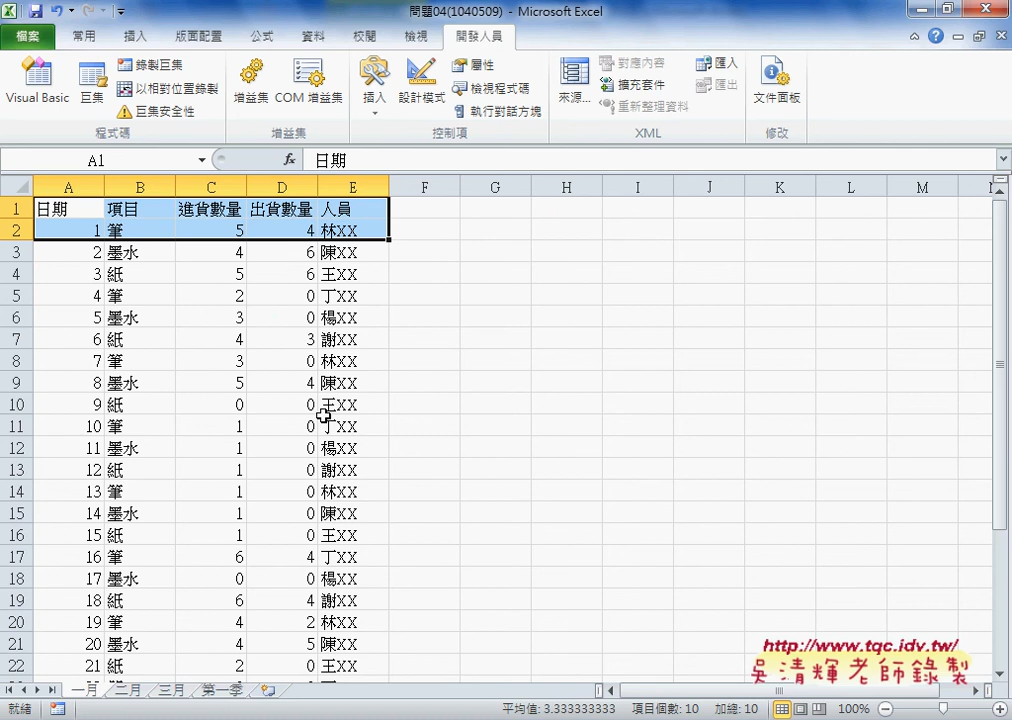 問題04(1040509) - Microsoft Excel
檔案 常用 插入 版面配置 公式 資料 校閱 檢視 開發人員
Visual Basic 巨集 錄製巨集 以相對位置錄製 巨集安全性 程式碼
增益集 COM 增益集 增益集
插入 設計模式 屬性 檢視程式碼 執行對話方塊 控制項
來源... 對應內容 擴充套件 重新整理資料 匯入 匯出 XML
文件面板 修改
A1 fx 日期
A B C D E F G H I J K L M
1 日期 項目 進貨數量 出貨數量 人員
2 1 筆 5 4 林XX
3 2 墨水 4 6 陳XX
4 3 紙 5 6 王XX
5 4 筆 2 0 丁XX
6 5 墨水 3 0 楊XX
7 6 紙 4 3 謝XX
8 7 筆 3 0 林XX
9 8 墨水 5 4 陳XX
10 9 紙 0 0 王XX
11 10 筆 1 0 丁XX
12 11 墨水 1 0 楊XX
13 12 紙 1 0 謝XX
14 13 筆 1 0 林XX
15 14 墨水 1 0 陳XX
16 15 紙 1 0 王XX
17 16 筆 6 4 丁XX
18 17 墨水 0 0 楊XX
19 18 紙 6 4 謝XX
20 19 筆 4 2 林XX
21 20 墨水 4 5 陳XX
22 21 紙 2 0 王XX
http://www.tqc.idv.tw/
吳清輝老師錄製
一月 二月 三月 第一季
就緒 平均值: 3.333333333 項目個數: 10 加總: 10 100%